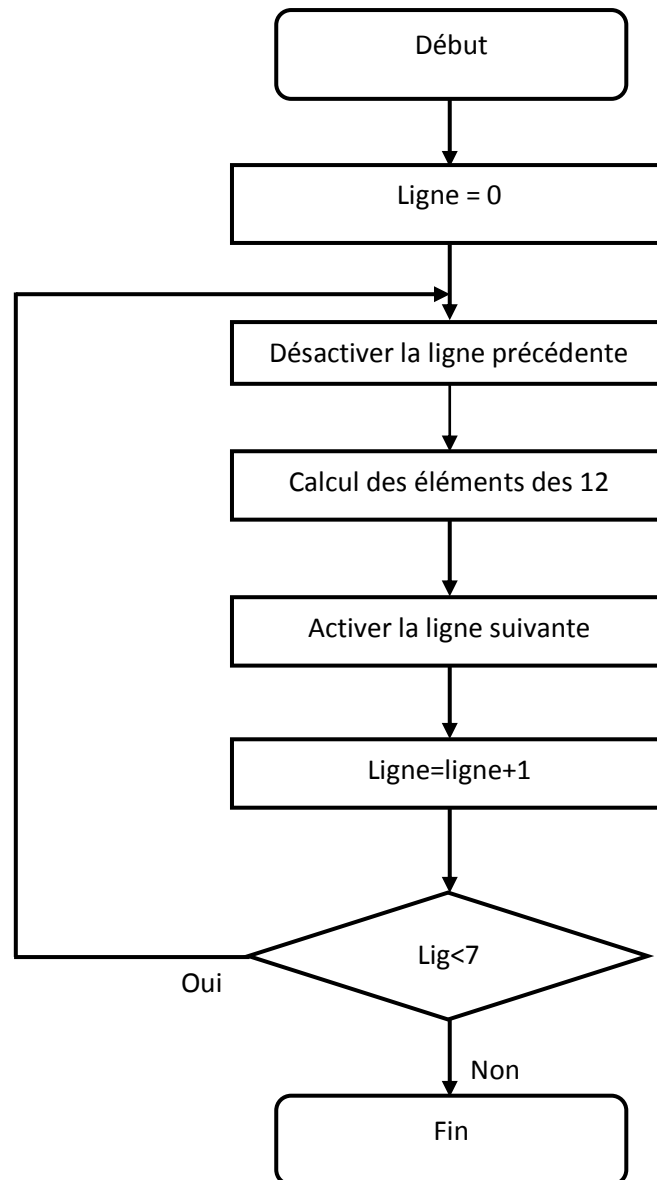 Début
Ligne = 0
Désactiver la ligne précédente
Calcul des éléments des 12
Activer la ligne suivante
Ligne=ligne+1
Lig<7
Oui
Non
Fin